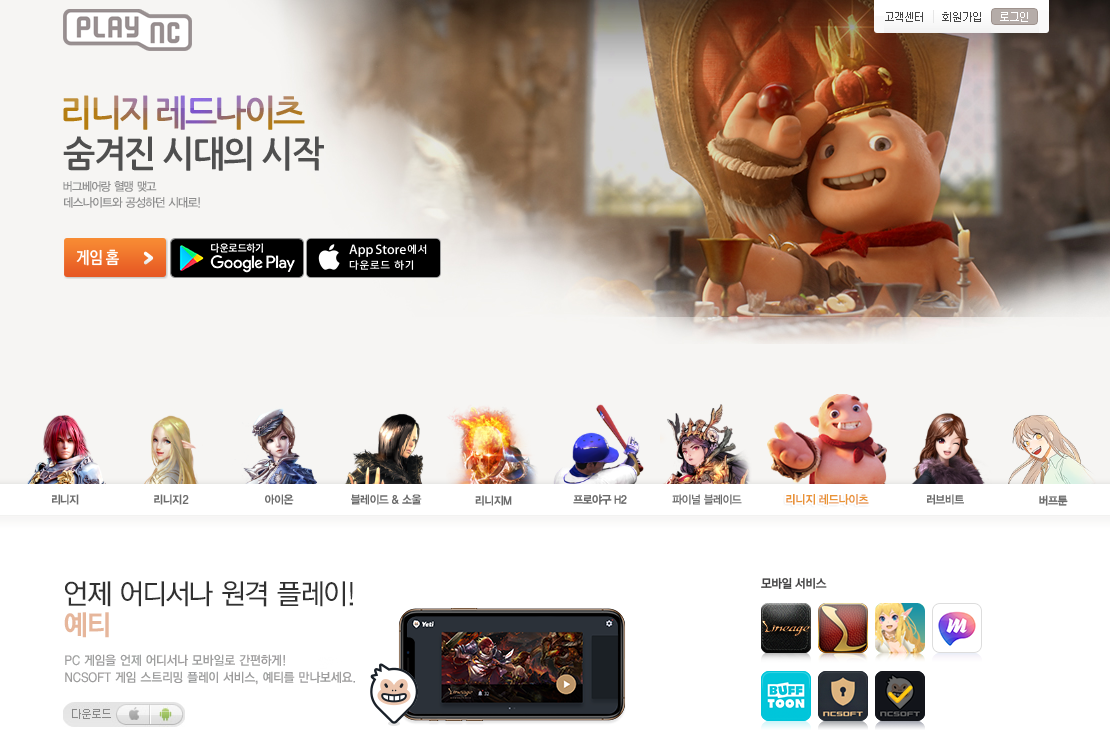 PLAY NC
고객센터 회원가입 로그인
리니지 레드나이츠
숨겨진 시대의 시작
버그베어랑 혈맹 맺고
데스나이트와 공성하던 시대로!
게임 홈
다운로드하기
Google Play
App Store에서
다운로드 하기
리니지 리니지2 아이온 블레이드 & 소울 리니지M 프로야구 H2 파이널 블레이드 리니지 레드나이츠 러브비트 버프툰
언제 어디서나 원격 플레이!
예티
PC 게임을 언제 어디서나 모바일로 간편하게!
NCSOFT 게임 스트리밍 플레이 서비스, 예티를 만나보세요.
다운로드
Yeti
Lineage
모바일 서비스
Lineage
m
BUFF
TOON
NCSOFT
NCSOFT